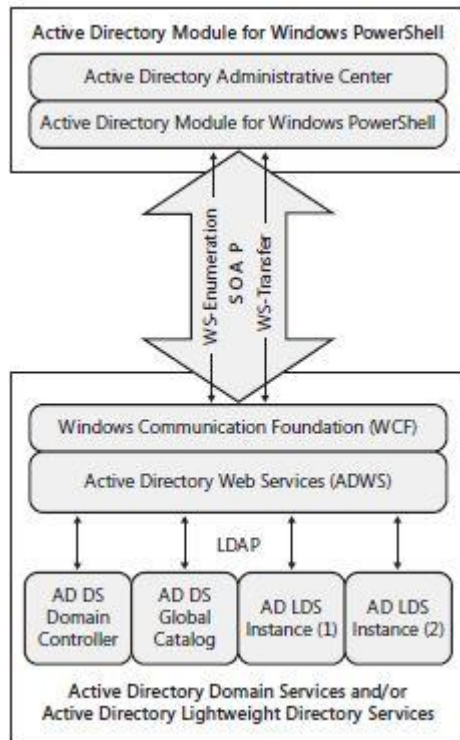 Active Directory Module for Windows PowerShell
Active Directory Administrative Center
Active Directory Module for Windows PowerShell
WS-Enumeration
SOAP
WS-Transfer
Windows Communication Foundation (WCF)
Active Directory Web Services (ADWS)
LDAP
AD DS
Domain
Controller
AD DS
Global
Catalog
AD LDS
Instance (1)
AD LDS
Instance (2)
Active Directory Domain Services and/or
Active Directory Lightweight Directory Services